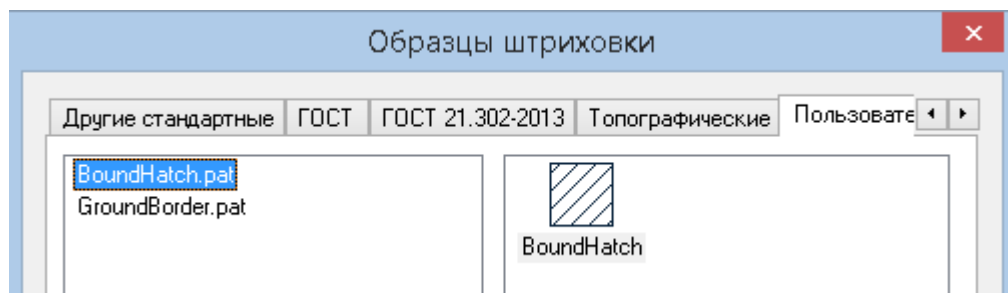 Образцы штриховки
Другие стандартные ГОСТ ГОСТ 21.302-2013 Топографические Пользовате
BoundHatch.pat
GroundBorder.pat
BoundHatch